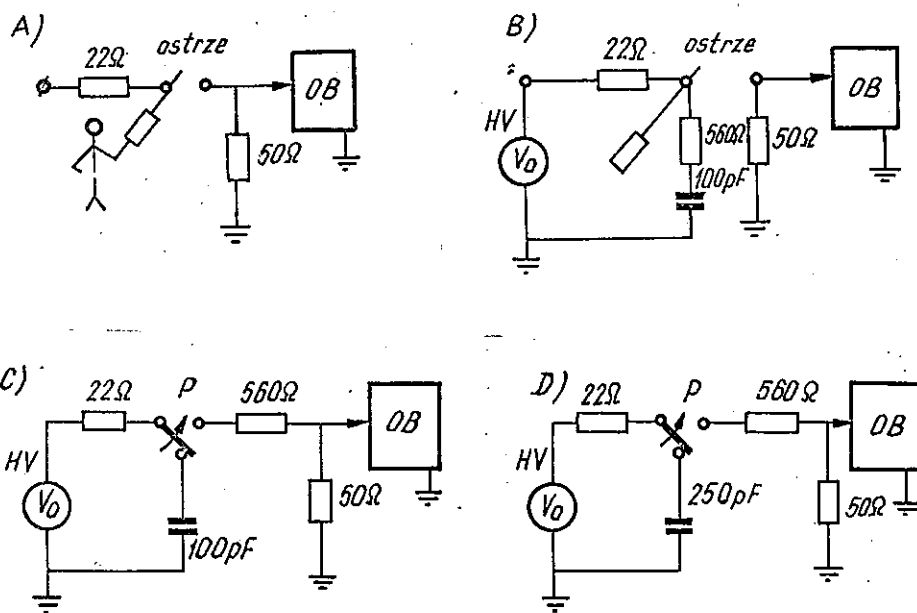 A)
22Ω
ostrze
OB
50Ω
B)
22Ω
ostrze
OB
HV
V₀
560Ω
100pF
50Ω
C)
22Ω
P
560Ω
OB
HV
V₀
100pF
50Ω
D)
22Ω
P
560Ω
OB
HV
V₀
250pF
50Ω